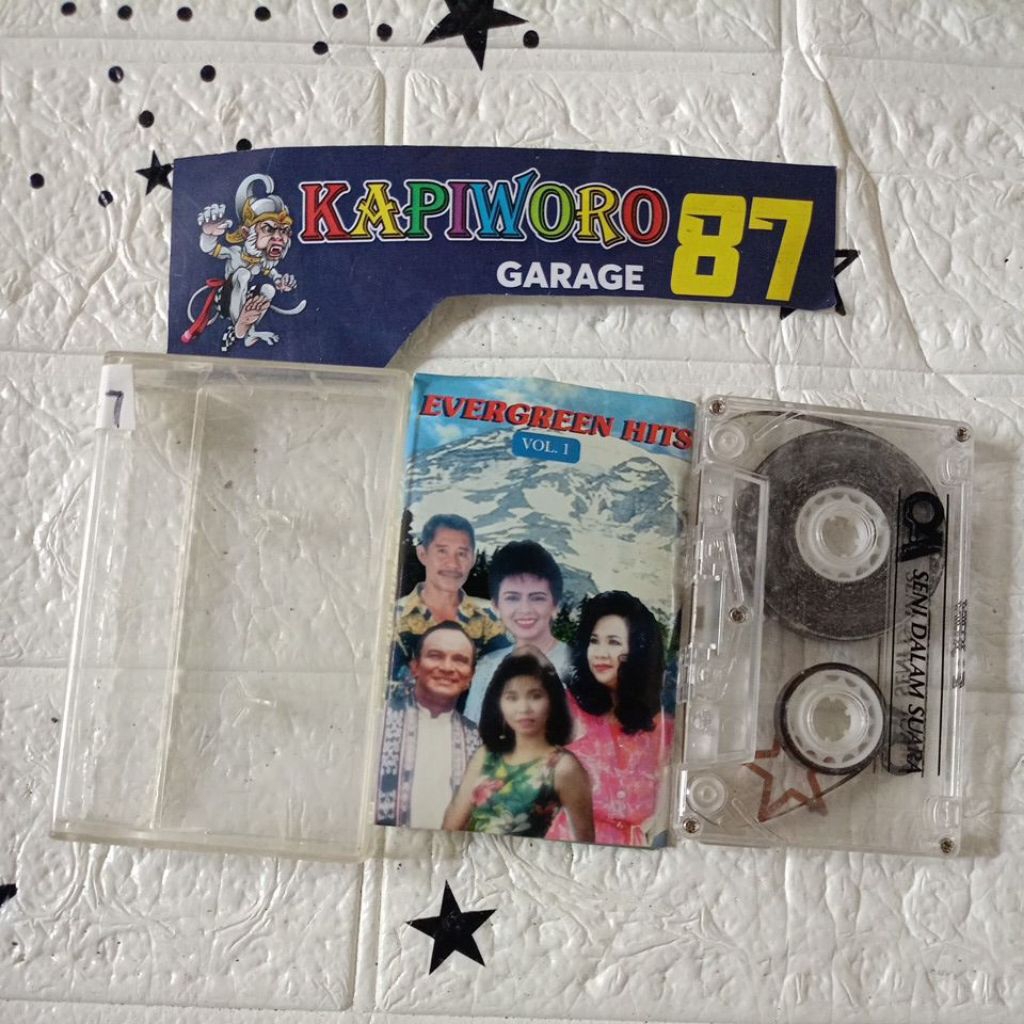 KAPIWORO 87
GARAGE
7
EVERGREEN HITS
VOL. 1
SENI DALAM SUARA